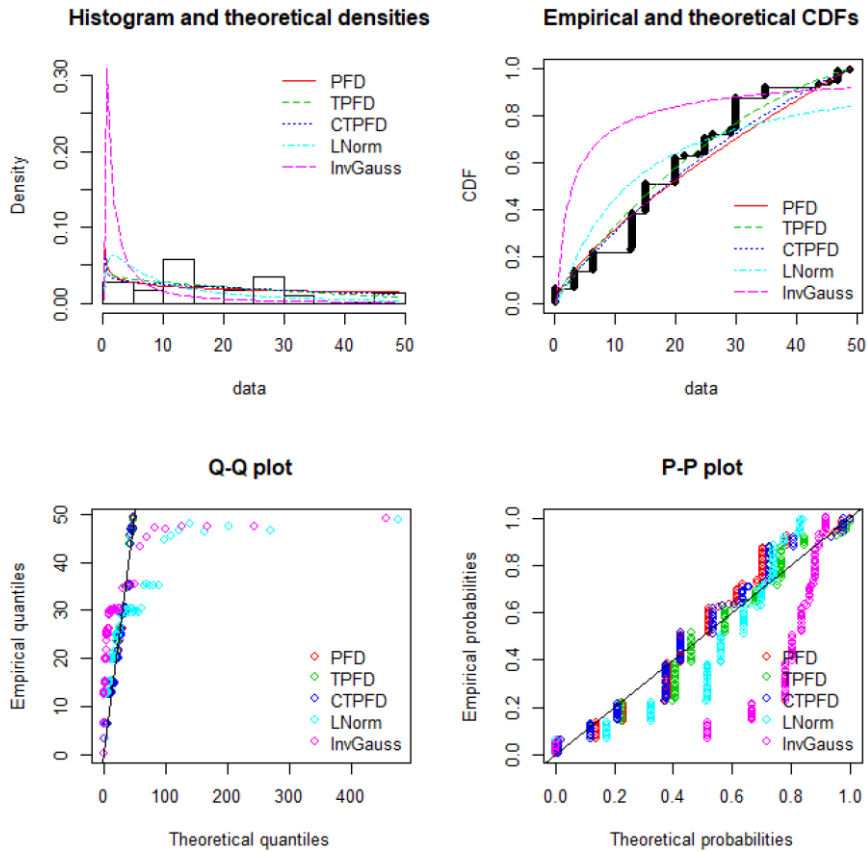 Histogram and theoretical densities
Density
0.00
0.10
0.20
0.30
PFD
TPFD
CTPFD
LNorm
InvGauss
0
10
20
30
40
50
data
Empirical and theoretical CDFs
CDF
0.0
0.2
0.4
0.6
0.8
1.0
PFD
TPFD
CTPFD
LNorm
InvGauss
0
10
20
30
40
50
data
Q-Q plot
Empirical quantiles
0
10
20
30
40
50
PFD
TPFD
CTPFD
LNorm
InvGauss
0
100
200
300
400
Theoretical quantiles
P-P plot
Empirical probabilities
0.0
0.2
0.4
0.6
0.8
1.0
PFD
TPFD
CTPFD
LNorm
InvGauss
0.0
0.2
0.4
0.6
0.8
1.0
Theoretical probabilities